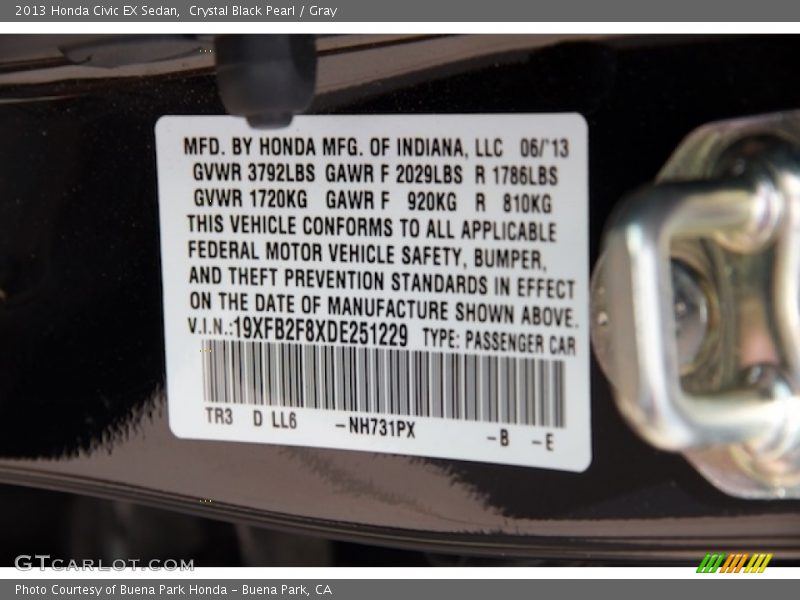 2013 Honda Civic EX Sedan,  Crystal Black Pearl / Gray
MFD. BY HONDA MFG. OF INDIANA, LLC 06/'13
GVWR 3792LBS GAWR F 2029LBS R 1786LBS
GVWR 1720KG GAWR F 920KG R 810KG
THIS VEHICLE CONFORMS TO ALL APPLICABLE
FEDERAL MOTOR VEHICLE SAFETY, BUMPER,
AND THEFT PREVENTION STANDARDS IN EFFECT
ON THE DATE OF MANUFACTURE SHOWN ABOVE.
V.I.N.:19XFB2F8XDE251229 TYPE: PASSENGER CAR
TR3 D LL6 -NH731PX -B -E
GTCARLOT.COM
Photo Courtesy of Buena Park Honda - Buena Park, CA